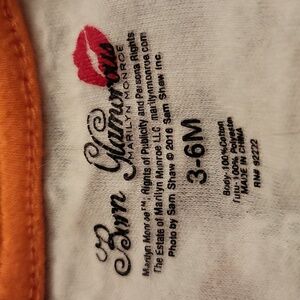 Born Glamorous
MARILYN MONROE
Marilyn Monroe™; Rights of Publicity and Persona Rights:
The Estate of Marilyn Monroe LLC marilynmonroe.com
Photo by Sam Shaw © 2016 Sam Shaw Inc.
3-6M
Body: 100% Cotton
Tutu-100% Polyester
MADE IN CHINA
RN# 92222